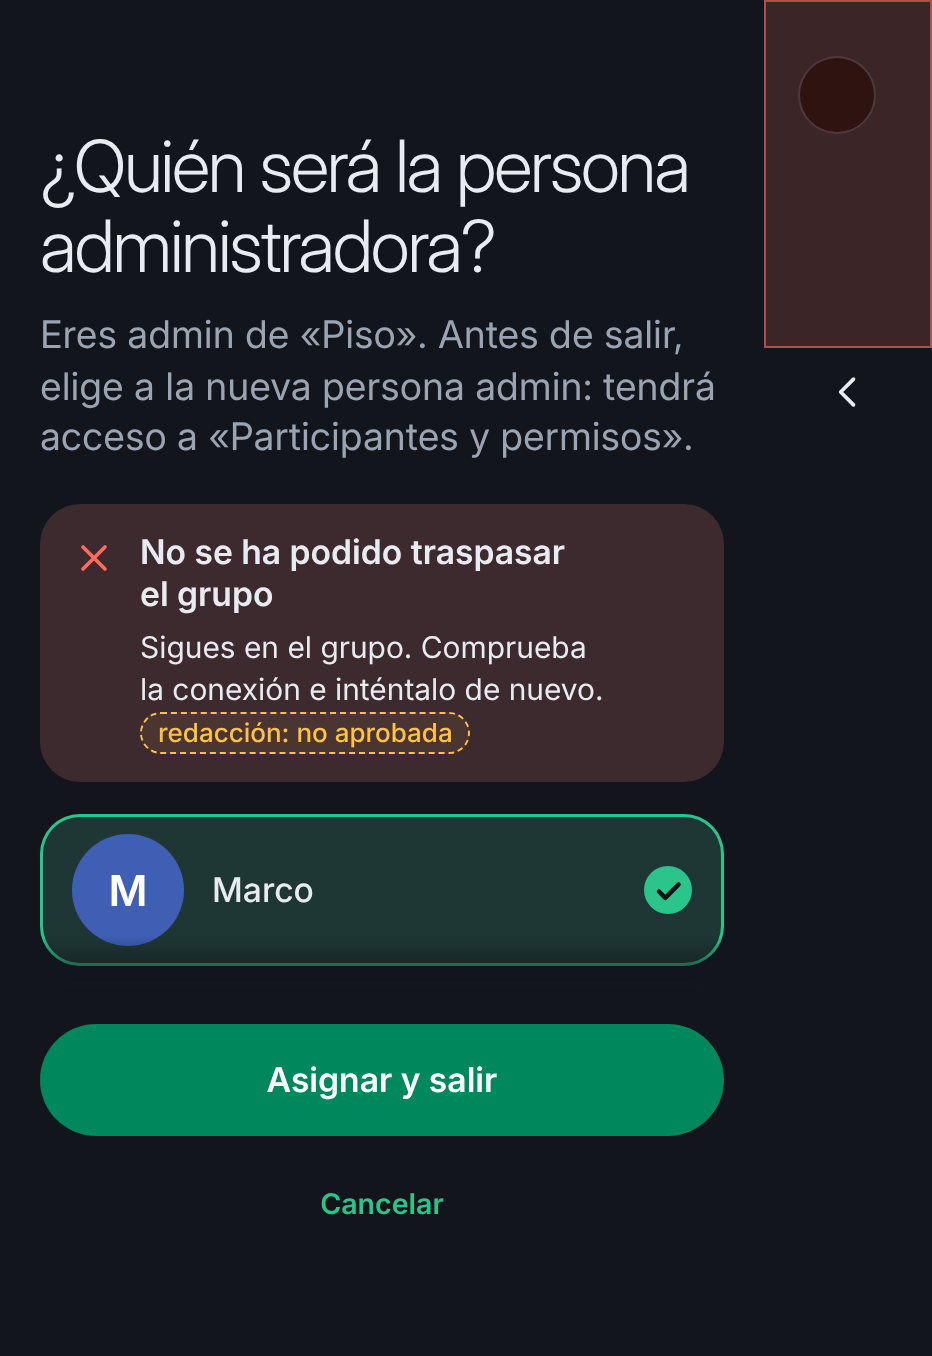 ¿Quién será la persona
administradora?
Eres admin de «Piso». Antes de salir,
elige a la nueva persona admin: tendrá
acceso a «Participantes y permisos».
No se ha podido traspasar
el grupo
Sigues en el grupo. Comprueba
la conexión e inténtalo de nuevo.
redacción: no aprobada
M
Marco
Asignar y salir
Cancelar